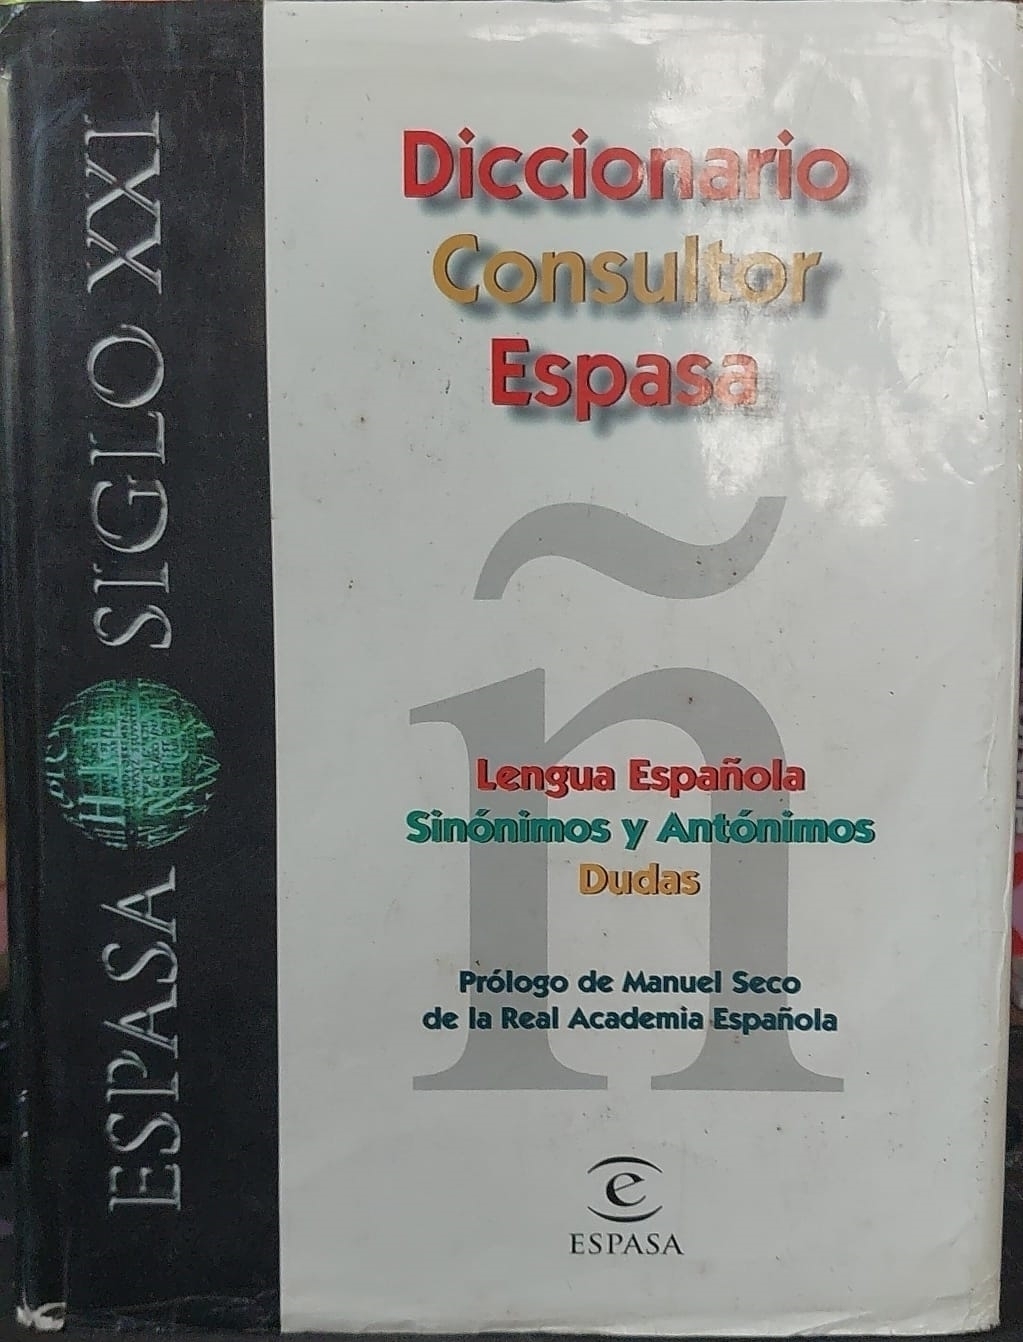 ESPASA SIGLO XXI
Diccionario
Consultor
Espasa
ñ
Lengua Española
Sinónimos y Antónimos
Dudas
Prólogo de Manuel Seco
de la Real Academia Española
e
ESPASA